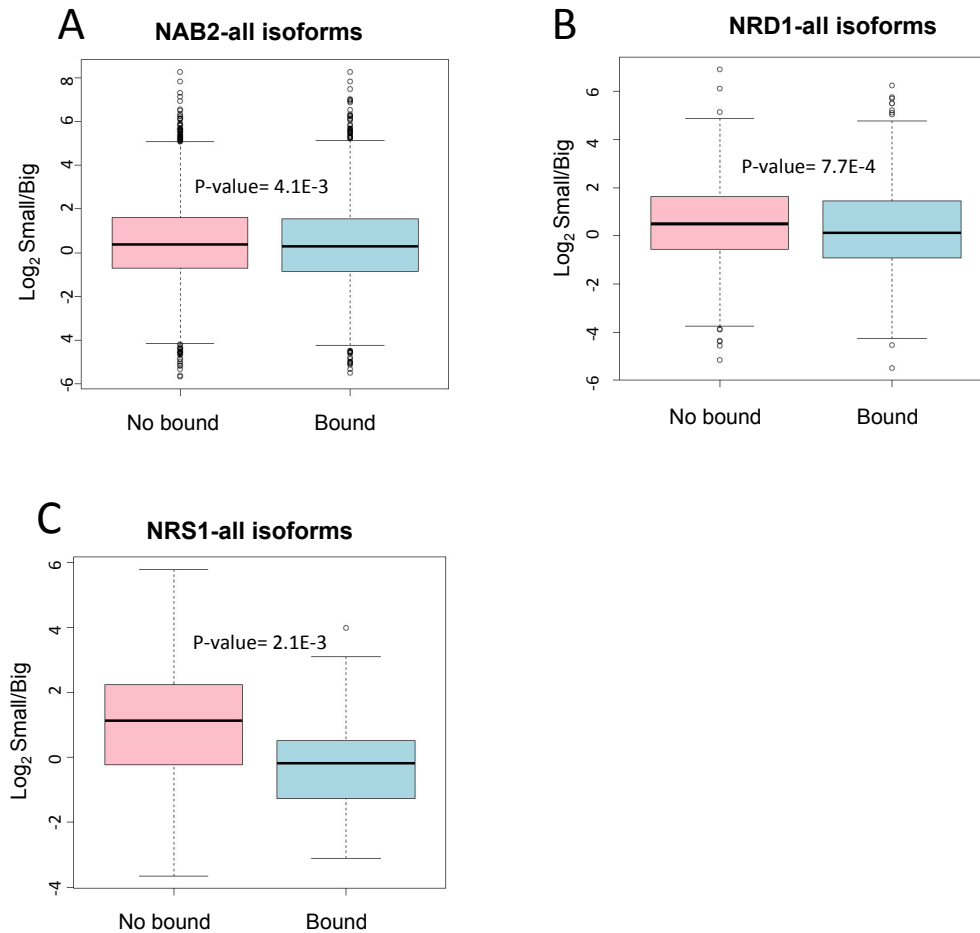 A
NAB2-all isoforms
Log2 Small/Big
8
6
4
2
0
-2
4
-6
P-value= 4.1E-3
No bound
Bound
B
NRD1-all isoforms
Log2 Small/Big
6
4
2
0
-2
4
-6
P-value= 7.7E-4
No bound
Bound
C
NRS1-all isoforms
Log2 Small/Big
6
4
2
0
-2
-4
P-value= 2.1E-3
No bound
Bound